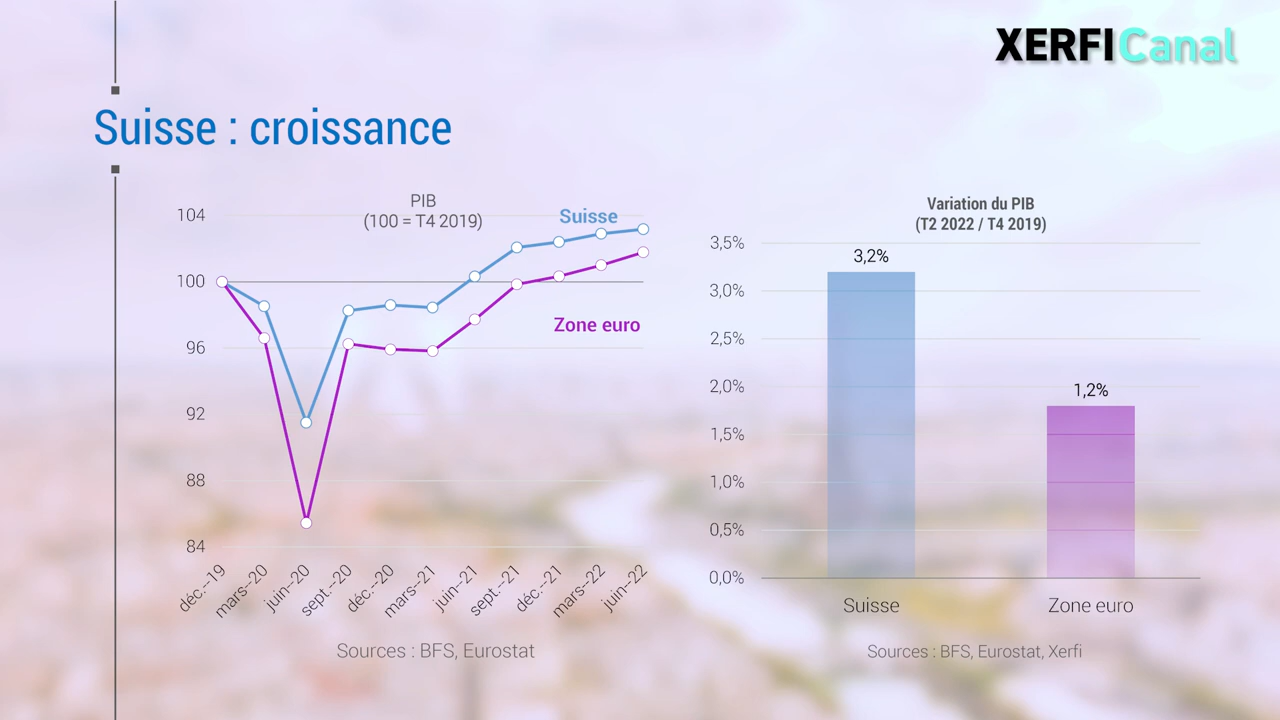 XERFI Canal
Suisse : croissance
PIB
(100 = T4 2019)
104
100
96
92
88
84
Suisse
Zone euro
déc.-19
mars-20
juin-20
sept.-20
déc.-20
mars-21
juin-21
sept.-21
déc.-21
mars-22
juin-22
Sources : BFS, Eurostat
Variation du PIB
(T2 2022 / T4 2019)
3,5%
3,0%
2,5%
2,0%
1,5%
1,0%
0,5%
0,0%
3,2%
1,2%
Suisse
Zone euro
Sources : BFS, Eurostat, Xerfi